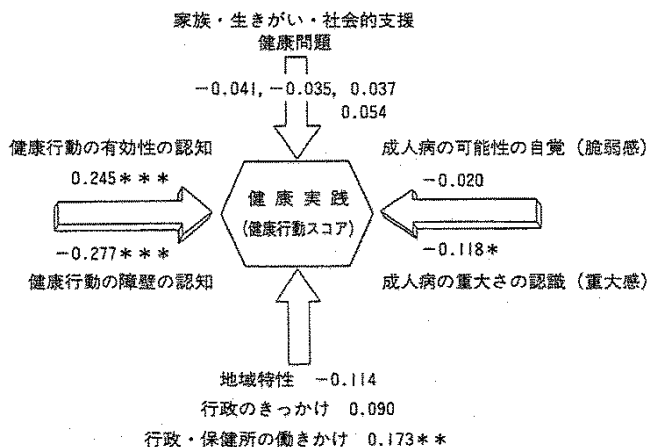 家族・生きがい・社会的支援
健康問題
-0.041, -0.035, 0.037
0.054
健康行動の有効性の認知
0.245***
-0.277***
健康行動の障壁の認知
健康実践
(健康行動スコア)
成人病の可能性の自覚（脆弱感）
-0.020
-0.118*
成人病の重大さの認識（重大感）
地域特性 -0.114
行政のきっかけ 0.090
行政・保健所の働きかけ 0.173**